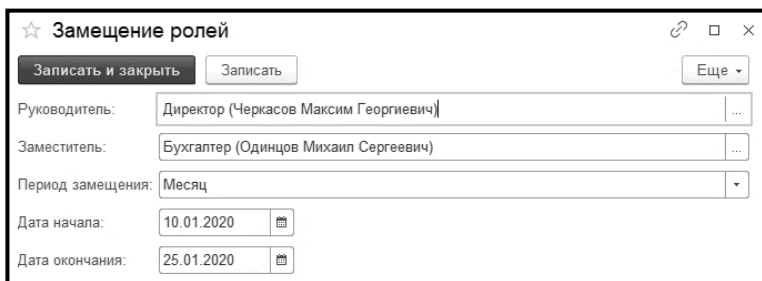 Замещение ролей
Записать и закрыть Записать Еще
Руководитель: Директор (Черкасов Максим Георгиевич) ...
Заместитель: Бухгалтер (Одинцов Михаил Сергеевич) ...
Период замещения: Месяц
Дата начала: 10.01.2020
Дата окончания: 25.01.2020